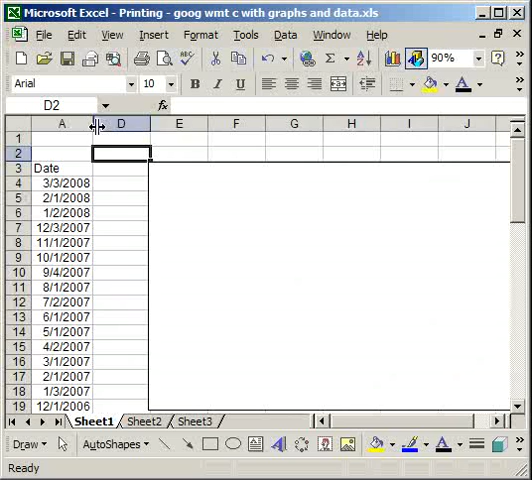 Microsoft Excel - Printing - goog wmt c with graphs and data.xls
File Edit View Insert Format Tools Data Window Help
90%
Arial 10 B I U
D2 fx
A D E F G H I J
1
2
3 Date
4 3/3/2008
5 2/1/2008
6 1/2/2008
7 12/3/2007
8 11/1/2007
9 10/1/2007
10 9/4/2007
11 8/1/2007
12 7/2/2007
13 6/1/2007
14 5/1/2007
15 4/2/2007
16 3/1/2007
17 2/1/2007
18 1/3/2007
19 12/1/2006
Sheet1 Sheet2 Sheet3
Draw AutoShapes A
Ready